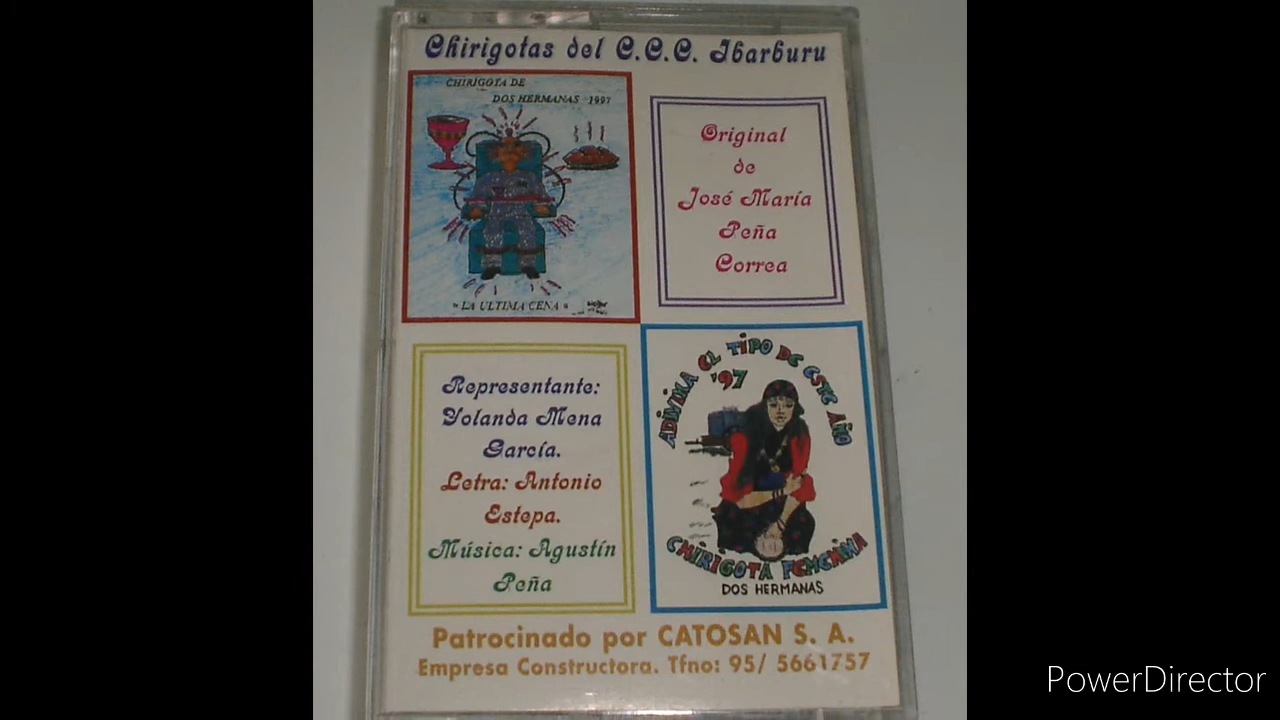 Chirigotas del C.C.C. Ibarburu
CHIRIGOTA DE
DOS HERMANAS 1997
"LA ULTIMA CENA"
Original
de
José María
Peña
Correa
Representante:
Yolanda Mena
García.
Letra: Antonio
Estepa.
Música: Agustín
Peña
ADIVINA EL TIPO DE ESTE AÑO
'97
CHIRIGOTA FEMENINA
DOS HERMANAS
Patrocinado por CATOSAN S. A.
Empresa Constructora. Tfno: 95/ 5661757
PowerDirector